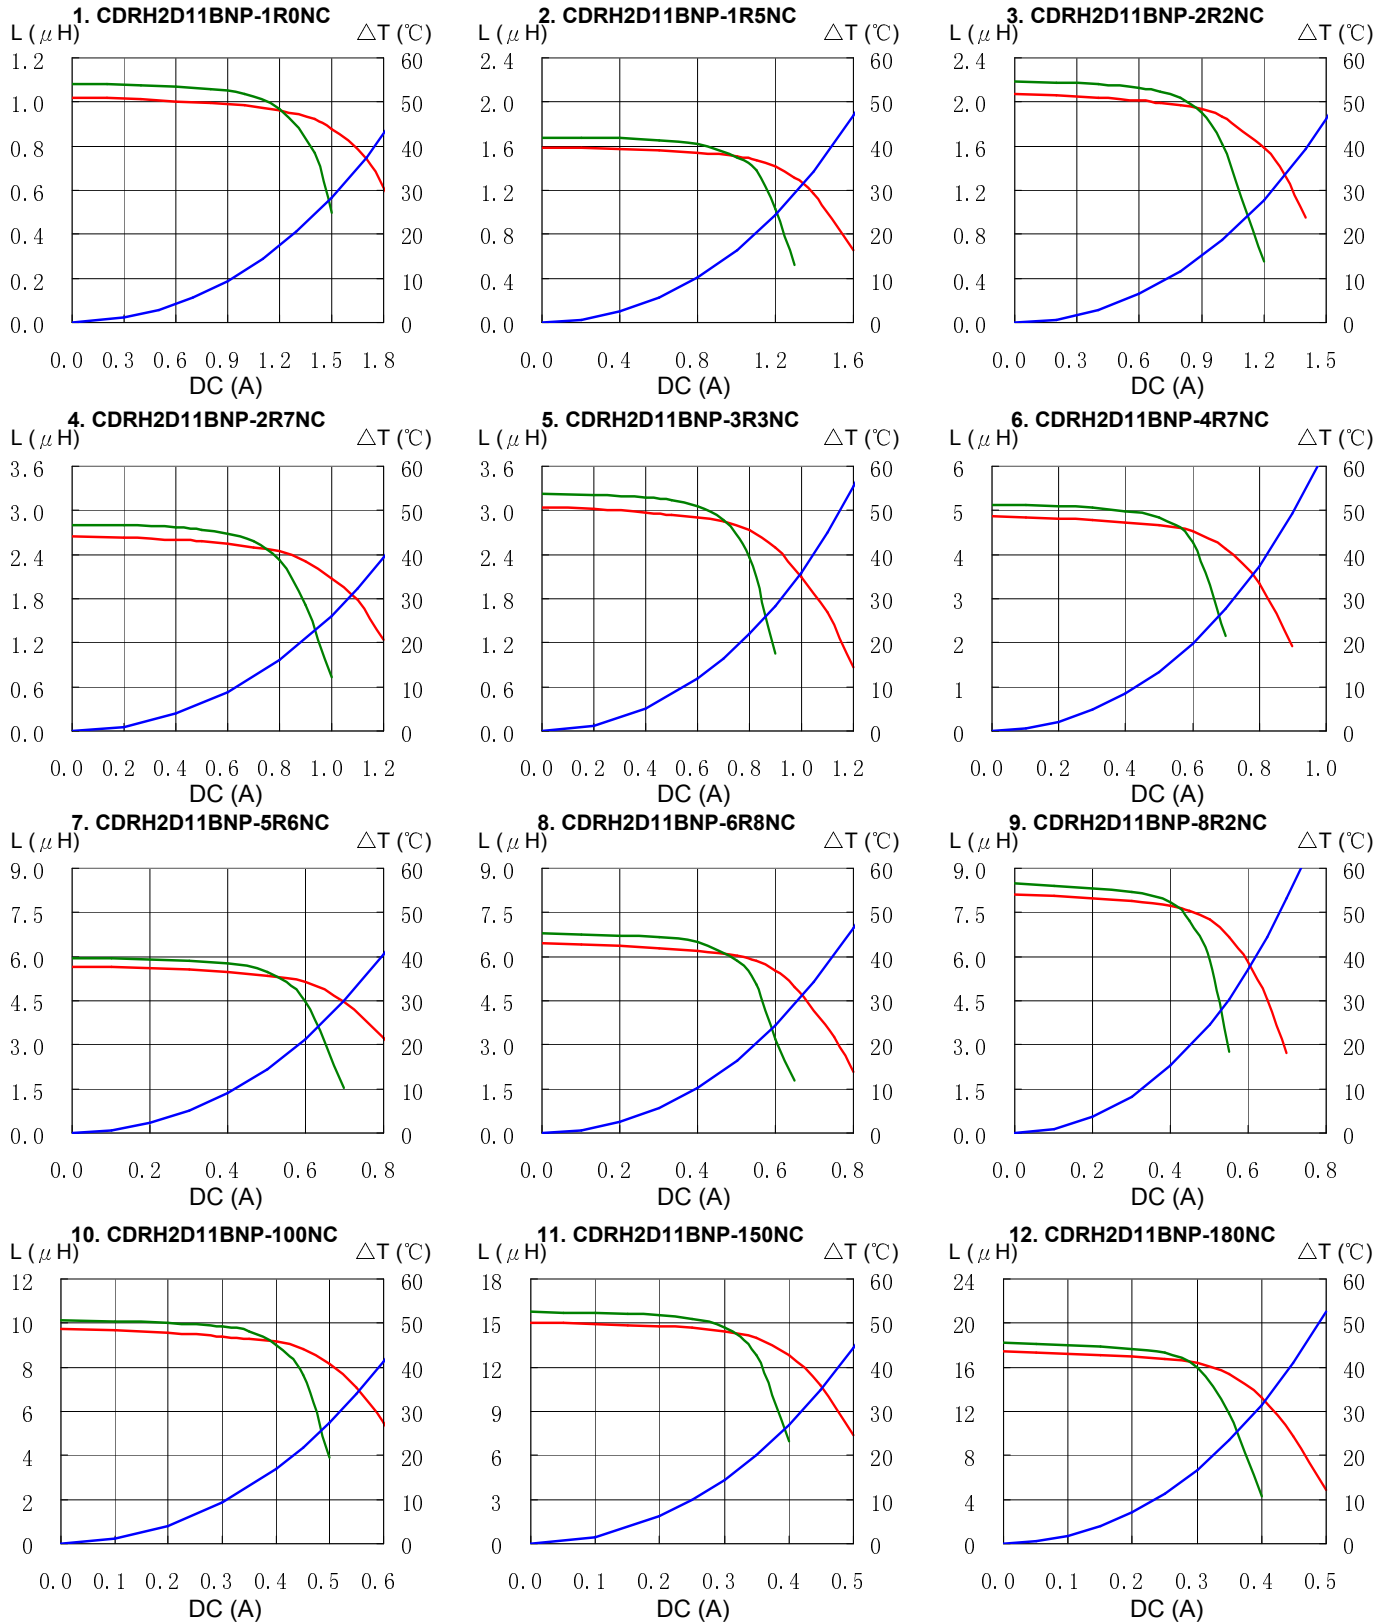 1. CDRH2D11BNP-1R0NC
L (μH) △T (℃)
1.2 60
1.0 50
0.8 40
0.6 30
0.4 20
0.2 10
0.0 0
0.0 0.3 0.6 0.9 1.2 1.5 1.8
DC (A)
2. CDRH2D11BNP-1R5NC
L (μH) △T (℃)
2.4 60
2.0 50
1.6 40
1.2 30
0.8 20
0.4 10
0.0 0
0.0 0.4 0.8 1.2 1.6
DC (A)
3. CDRH2D11BNP-2R2NC
L (μH) △T (℃)
2.4 60
2.0 50
1.6 40
1.2 30
0.8 20
0.4 10
0.0 0
0.0 0.3 0.6 0.9 1.2 1.5
DC (A)
4. CDRH2D11BNP-2R7NC
L (μH) △T (℃)
3.6 60
3.0 50
2.4 40
1.8 30
1.2 20
0.6 10
0.0 0
0.0 0.2 0.4 0.6 0.8 1.0 1.2
DC (A)
5. CDRH2D11BNP-3R3NC
L (μH) △T (℃)
3.6 60
3.0 50
2.4 40
1.8 30
1.2 20
0.6 10
0.0 0
0.0 0.2 0.4 0.6 0.8 1.0 1.2
DC (A)
6. CDRH2D11BNP-4R7NC
L (μH) △T (℃)
6 60
5 50
4 40
3 30
2 20
1 10
0 0
0.0 0.2 0.4 0.6 0.8 1.0
DC (A)
7. CDRH2D11BNP-5R6NC
L (μH) △T (℃)
9.0 60
7.5 50
6.0 40
4.5 30
3.0 20
1.5 10
0.0 0
0.0 0.2 0.4 0.6 0.8
DC (A)
8. CDRH2D11BNP-6R8NC
L (μH) △T (℃)
9.0 60
7.5 50
6.0 40
4.5 30
3.0 20
1.5 10
0.0 0
0.0 0.2 0.4 0.6 0.8
DC (A)
9. CDRH2D11BNP-8R2NC
L (μH) △T (℃)
9.0 60
7.5 50
6.0 40
4.5 30
3.0 20
1.5 10
0.0 0
0.0 0.2 0.4 0.6 0.8
DC (A)
10. CDRH2D11BNP-100NC
L (μH) △T (℃)
12 60
10 50
8 40
6 30
4 20
2 10
0 0
0.0 0.1 0.2 0.3 0.4 0.5 0.6
DC (A)
11. CDRH2D11BNP-150NC
L (μH) △T (℃)
18 60
15 50
12 40
9 30
6 20
3 10
0 0
0.0 0.1 0.2 0.3 0.4 0.5
DC (A)
12. CDRH2D11BNP-180NC
L (μH) △T (℃)
24 60
20 50
16 40
12 30
8 20
4 10
0 0
0.0 0.1 0.2 0.3 0.4 0.5
DC (A)